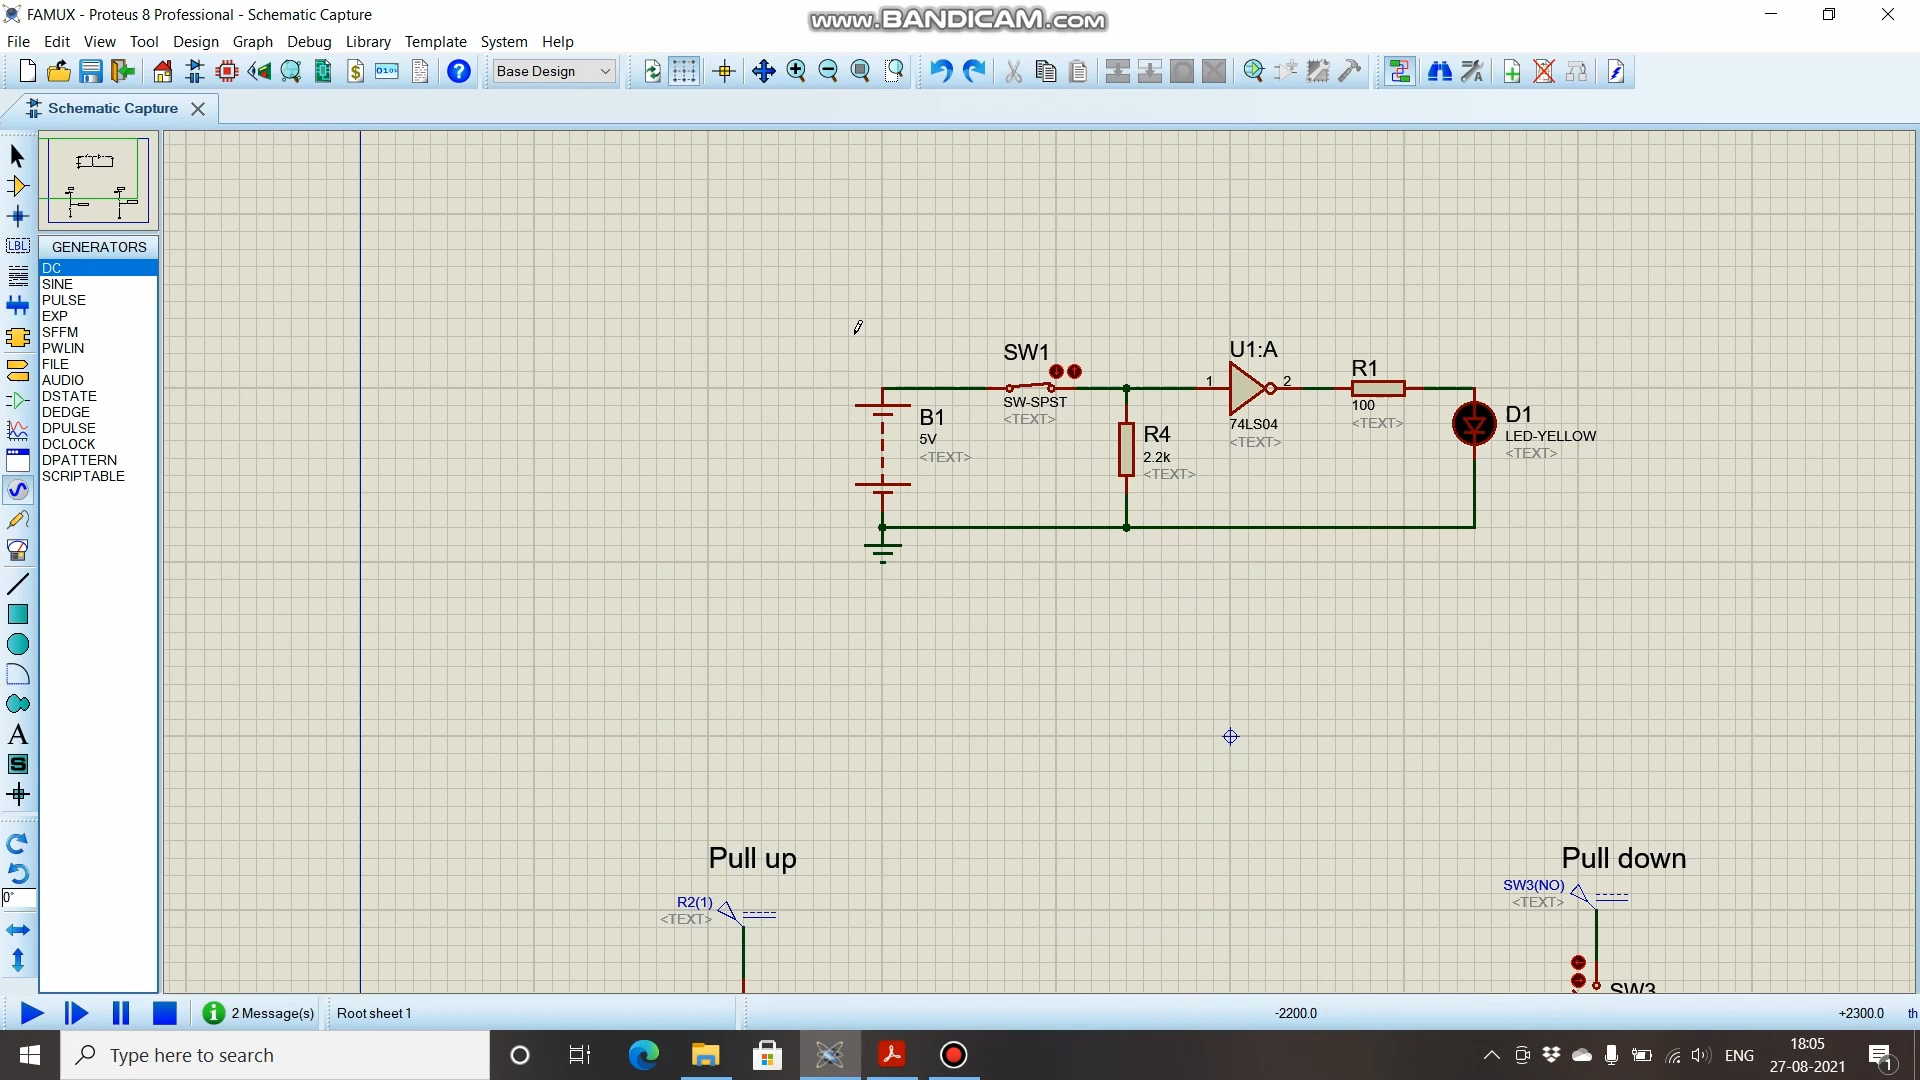 FAMUX - Proteus 8 Professional - Schematic Capture
www.BANDICAM.com
File Edit View Tool Design Graph Debug Library Template System Help
Base Design
Schematic Capture
LBL
A
S
0°
GENERATORS
DC
SINE
PULSE
EXP
SFFM
PWLIN
FILE
AUDIO
DSTATE
DEDGE
DPULSE
DCLOCK
DPATTERN
SCRIPTABLE
B1
5V
<TEXT>
SW1
SW-SPST
<TEXT>
R4
2.2k
<TEXT>
U1:A
1
2
74LS04
<TEXT>
R1
100
<TEXT>
D1
LED-YELLOW
<TEXT>
Pull up
R2(1)
<TEXT>
Pull down
SW3(NO)
<TEXT>
SW3
2 Message(s)
Root sheet 1
-2200.0
+2300.0
th
Type here to search
ENG
18:05
27-08-2021
1